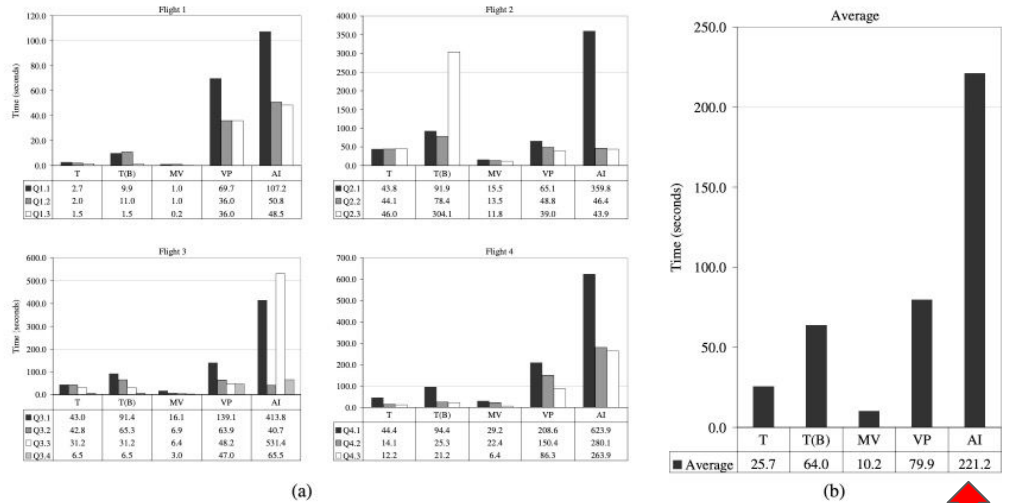 Flight 1
120.0
100.0
80.0
60.0
40.0
20.0
0.0
Time (seconds)
T T(B) MV VP AI
Q1.1 2.7 9.9 1.0 69.7 107.2
Q1.2 2.0 11.0 1.0 36.0 50.8
Q1.3 1.5 1.5 0.2 36.0 48.5
Flight 2
400.0
350.0
300.0
250.0
200.0
150.0
100.0
50.0
0.0
T T(B) MV VP AI
Q2.1 43.8 91.9 15.5 65.1 359.8
Q2.2 44.1 78.4 13.5 48.8 46.4
Q2.3 46.0 304.1 11.8 39.0 43.9
Flight 3
600.0
500.0
400.0
300.0
200.0
100.0
0.0
Time (seconds)
T T(B) MV VP AI
Q3.1 43.0 91.4 16.1 139.1 413.8
Q3.2 42.8 65.3 6.9 63.9 40.7
Q3.3 31.2 31.2 6.4 48.2 531.4
Q3.4 6.5 6.5 3.0 47.0 65.5
Flight 4
700.0
600.0
500.0
400.0
300.0
200.0
100.0
0.0
T T(B) MV VP AI
Q4.1 44.4 94.4 29.2 208.6 623.9
Q4.2 14.1 25.3 22.4 150.4 280.1
Q4.3 12.2 21.2 6.4 86.3 263.9
(a)
Average
250.0
200.0
150.0
100.0
50.0
0.0
Time (seconds)
T T(B) MV VP AI
Average 25.7 64.0 10.2 79.9 221.2
(b)